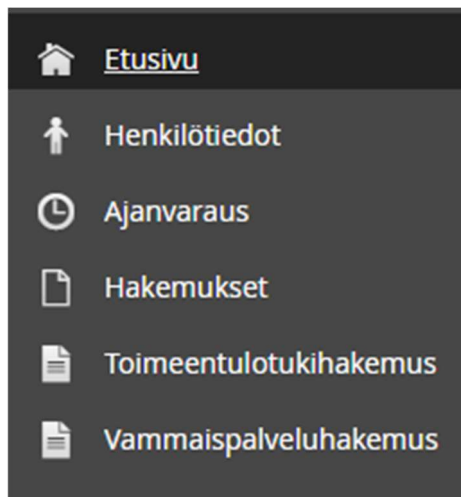 Etusivu
Henkilötiedot
Ajanvaraus
Hakemukset
Toimeentulotukihakemus
Vammaispalveluhakemus